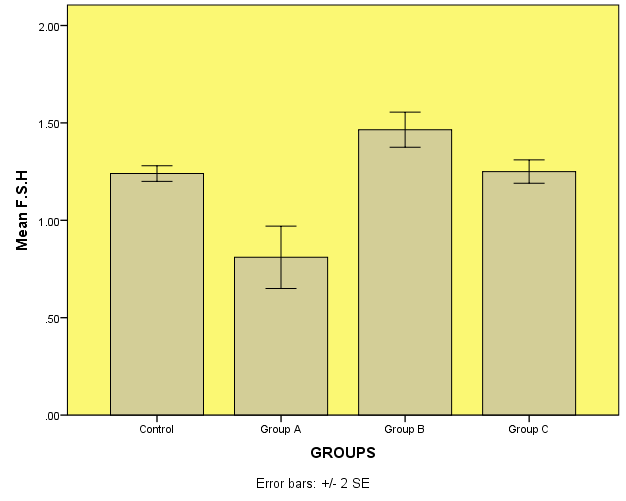 2.00
1.50
1.00
.50
.00
Mean F.S.H
Control Group A Group B Group C
GROUPS
Error bars: +/- 2 SE